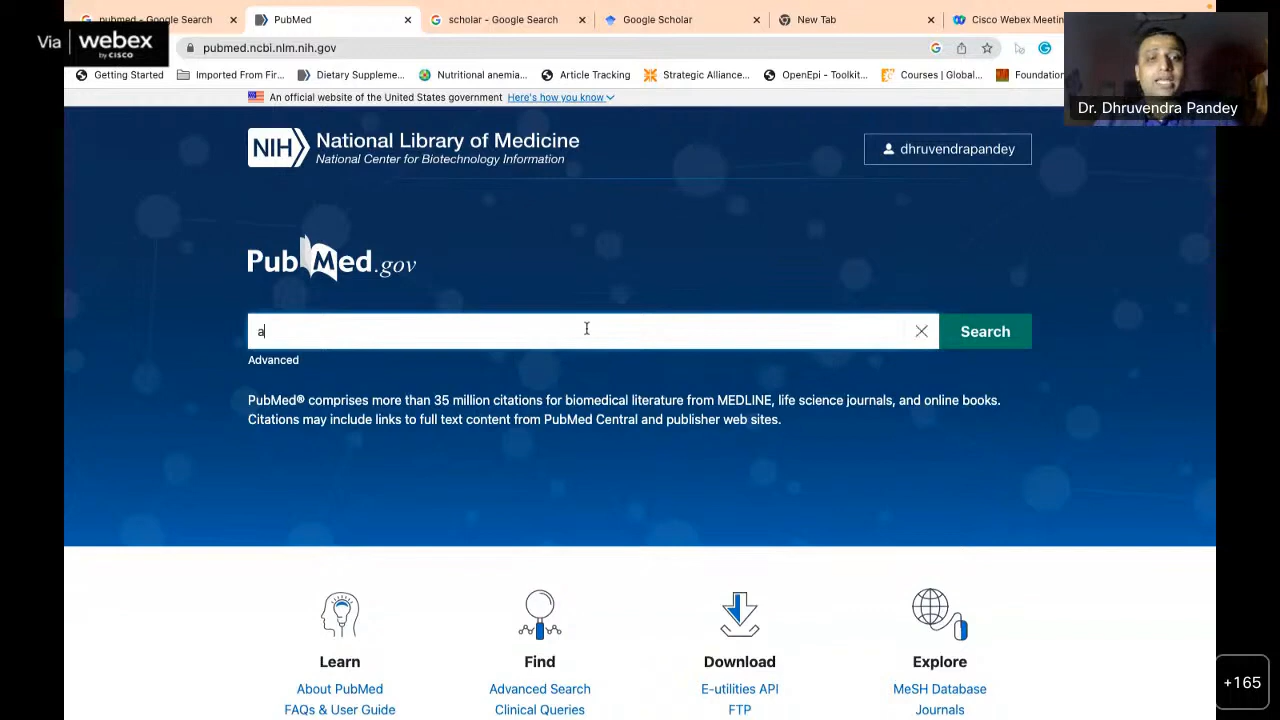 pubmed - Google Search
PubMed
scholar - Google Search
Google Scholar
New Tab
Cisco Webex Meetin
Via webex
by CISCO
pubmed.ncbi.nlm.nih.gov
Getting Started
Imported From Fir...
Dietary Suppleme...
Nutritional anemia...
Article Tracking
Strategic Alliance...
OpenEpi - Toolkit...
Courses | Global...
Foundation
Dr. Dhruvendra Pandey
An official website of the United States government Here's how you know
NIH National Library of Medicine
National Center for Biotechnology Information
dhruvendrapandey
PubMed.gov
a
Search
Advanced
PubMed® comprises more than 35 million citations for biomedical literature from MEDLINE, life science journals, and online books.
Citations may include links to full text content from PubMed Central and publisher web sites.
Learn
Find
Download
Explore
About PubMed
Advanced Search
E-utilities API
MeSH Database
FAQs & User Guide
Clinical Queries
FTP
Journals
+165